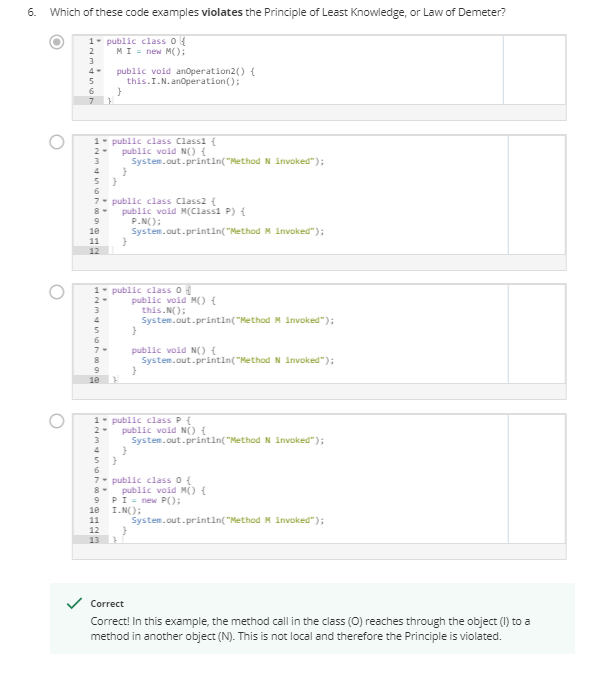 6. Which of these code examples violates the Principle of Least Knowledge, or Law of Demeter?
1 public class O {
2 M I = new M();
3
4 public void anOperation2() {
5 this.I.N.anOperation();
6 }
7 }
1 public class Class1 {
2 public void N() {
3 System.out.println("Method N invoked");
4 }
5 }
6
7 public class Class2 {
8 public void M(Class1 P) {
9 P.N();
10 System.out.println("Method M invoked");
11 }
12
1 public class O {
2 public void M() {
3 this.N();
4 System.out.println("Method M invoked");
5 }
6
7 public void N() {
8 System.out.println("Method N invoked");
9 }
10 }
1 public class P {
2 public void N() {
3 System.out.println("Method N invoked");
4 }
5 }
6
7 public class O {
8 public void M() {
9 P I = new P();
10 I.N();
11 System.out.println("Method M invoked");
12 }
13 }
Correct
Correct! In this example, the method call in the class (O) reaches through the object (I) to a
method in another object (N). This is not local and therefore the Principle is violated.